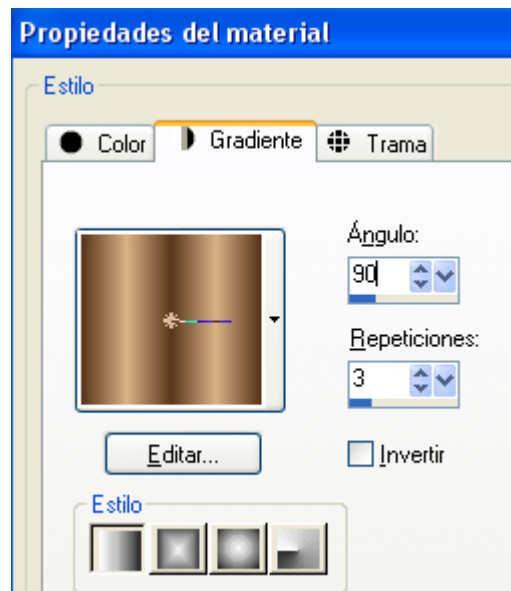 Propiedades del material
Estilo
Color Gradiente Trama
Ángulo:
90
Repeticiones:
3
Editar... Invertir
Estilo